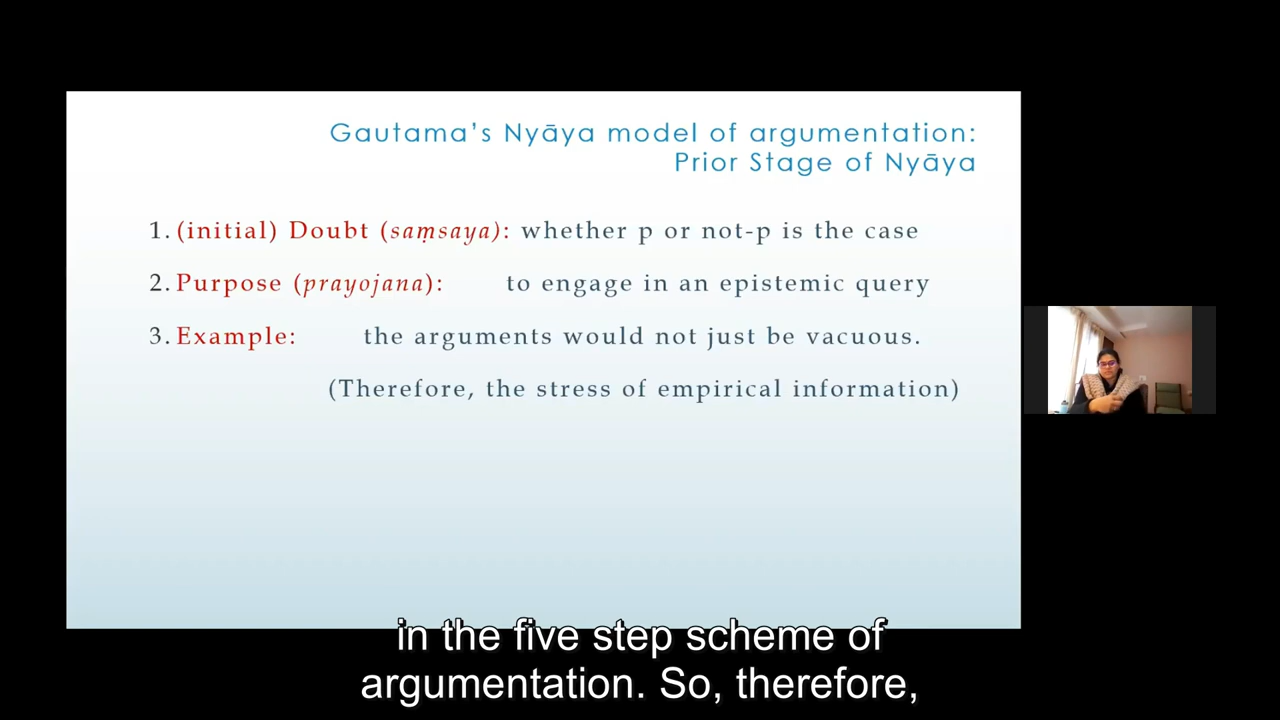 Gautama's Nyāya model of argumentation:
Prior Stage of Nyāya
1. (initial) Doubt (saṃsaya): whether p or not-p is the case
2. Purpose (prayojana): to engage in an epistemic query
3. Example: the arguments would not just be vacuous.
(Therefore, the stress of empirical information)
in the five step scheme of
argumentation. So, therefore,